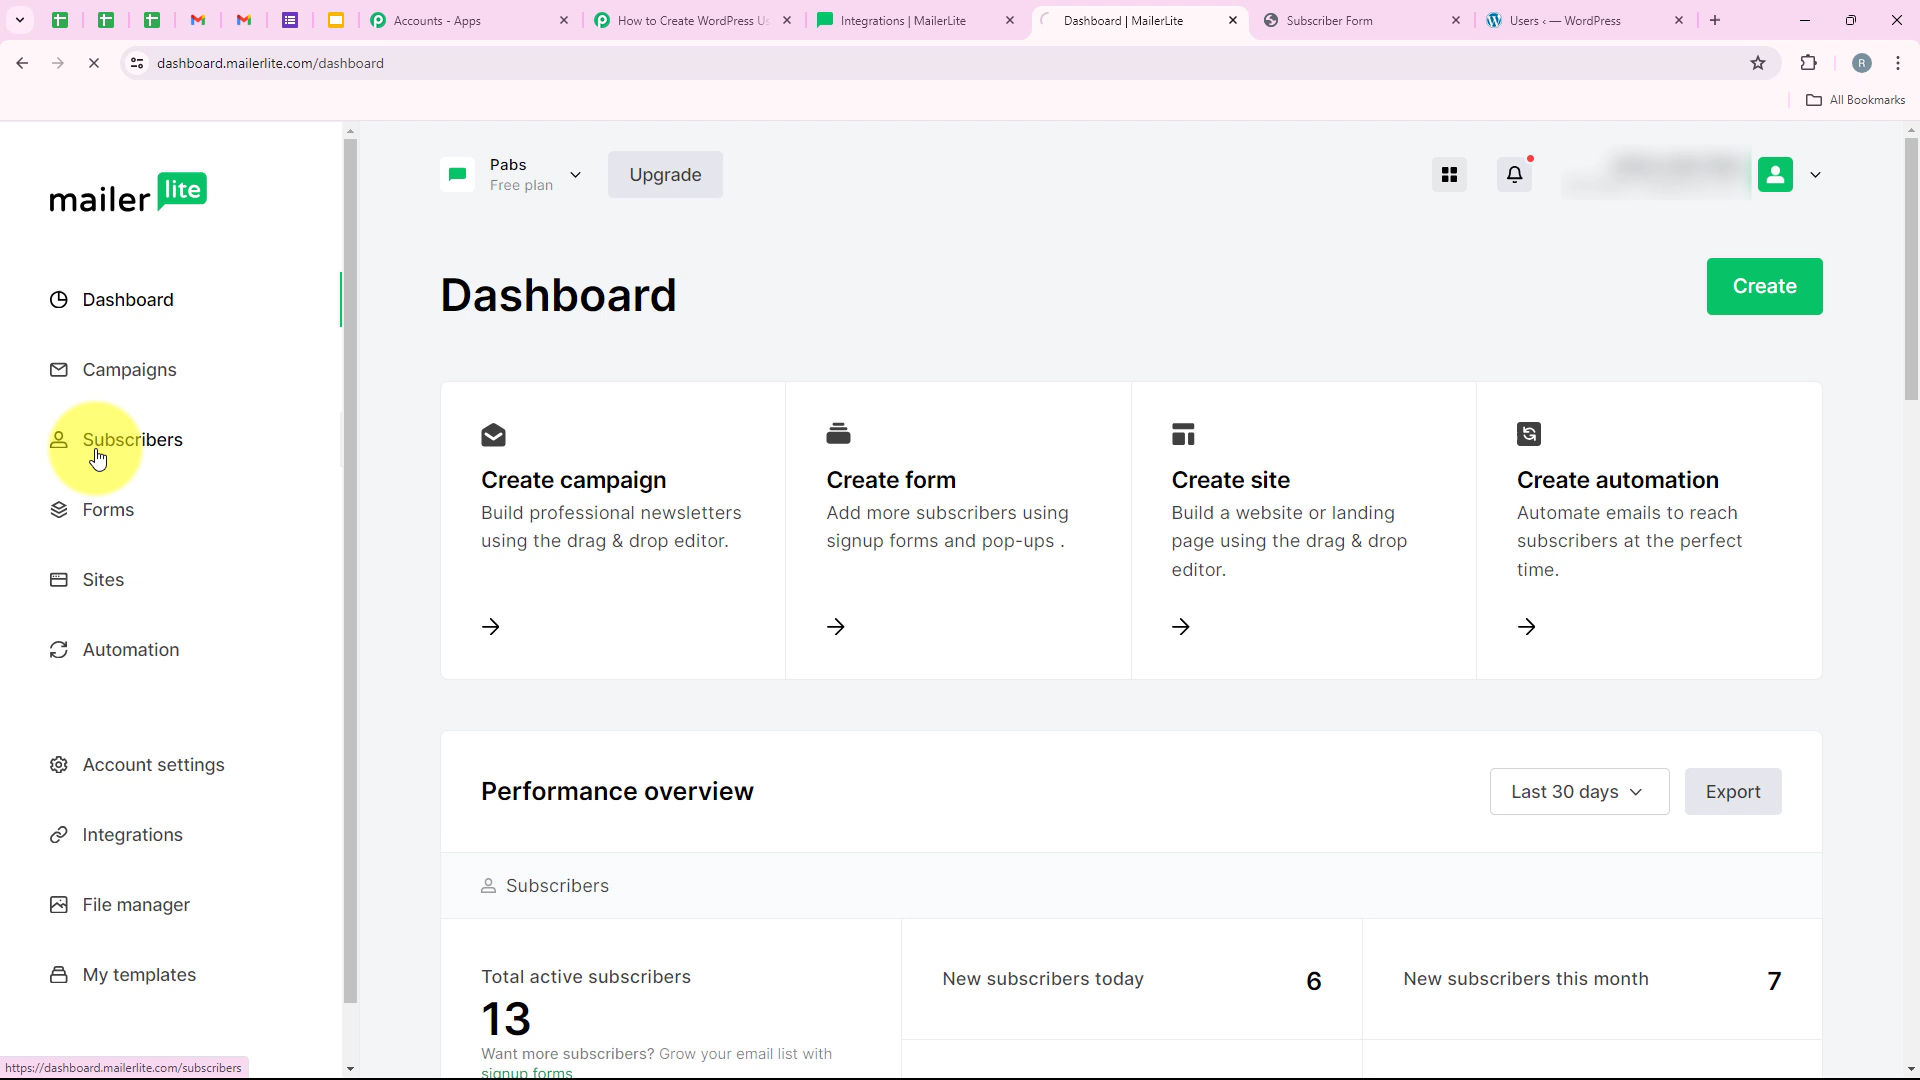 Accounts - Apps
How to Create WordPress Us
Integrations | MailerLite
Dashboard | MailerLite
Subscriber Form
Users ‹ — WordPress
dashboard.mailerlite.com/dashboard
R
All Bookmarks
mailer lite
Pabs
Free plan
Upgrade
Dashboard
Campaigns
Subscribers
Forms
Sites
Automation
Account settings
Integrations
File manager
My templates
Dashboard
Create
Create campaign
Build professional newsletters
using the drag & drop editor.
Create form
Add more subscribers using
signup forms and pop-ups .
Create site
Build a website or landing
page using the drag & drop
editor.
Create automation
Automate emails to reach
subscribers at the perfect
time.
Performance overview
Last 30 days
Export
Subscribers
Total active subscribers
13
Want more subscribers? Grow your email list with
signup forms
New subscribers today
6
New subscribers this month
7
https://dashboard.mailerlite.com/subscribers